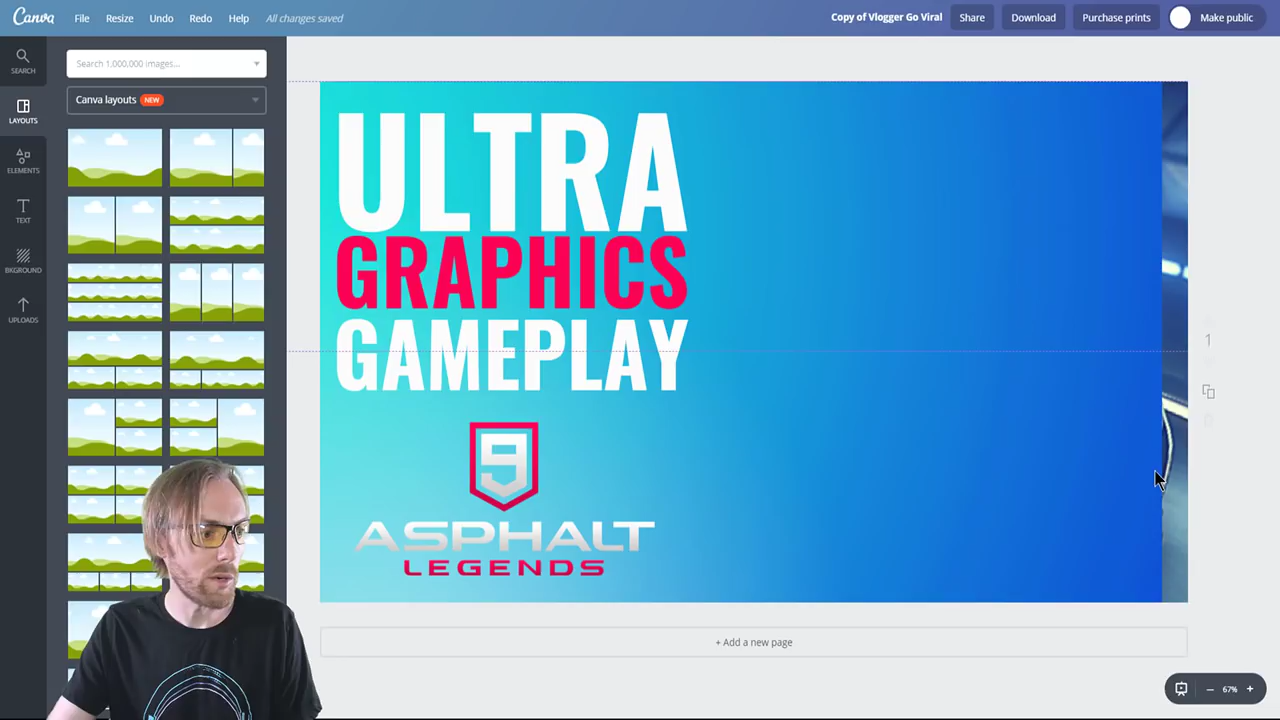 Canva
File
Resize
Undo
Redo
Help
All changes saved
Copy of Vlogger Go Viral
Share
Download
Purchase prints
Make public
SEARCH
LAYOUTS
ELEMENTS
TEXT
BKGROUND
UPLOADS
Search 1,000,000 images...
Canva layouts NEW
ULTRA
GRAPHICS
GAMEPLAY
9
ASPHALT
LEGENDS
1
+ Add a new page
67%